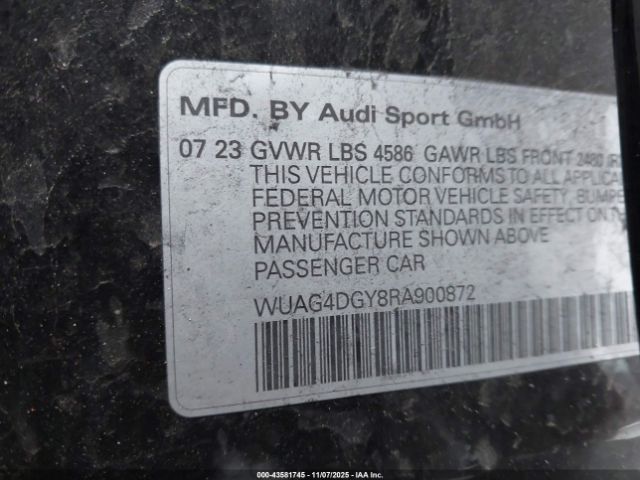 MFD. BY Audi Sport GmbH
07 23 GVWR LBS 4586 GAWR LBS FRONT 2480
THIS VEHICLE CONFORMS TO ALL
FEDERAL MOTOR VEHICLE SAFETY, 
PREVENTION STANDARDS IN EFFECT ON
MANUFACTURE SHOWN ABOVE
PASSENGER CAR
WUAG4DGY8RA900872
000-43581745 - 11/07/2025 - IAA Inc.